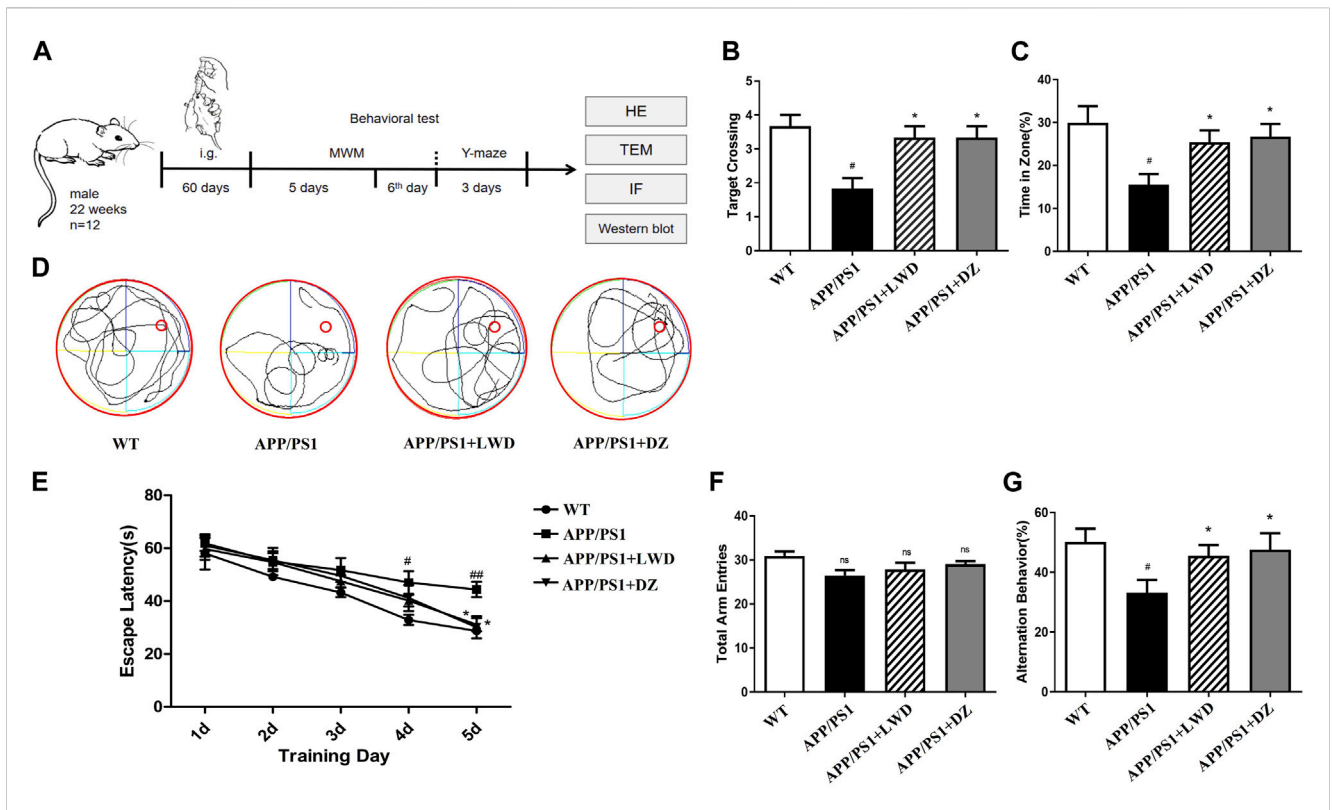 A
i.g.
60 days
Behavioral test
MWM
Y-maze
5 days
6th day
3 days
male
22 weeks
n=12
HE
TEM
IF
Western blot
B
Target Crossing
5
4
3
2
1
0
WT
APP/PS1
APP/PS1+LWD
APP/PS1+DZ
#
*
*
C
Time in Zone(%)
40
30
20
10
0
WT
APP/PS1
APP/PS1+LWD
APP/PS1+DZ
#
*
*
D
WT
APP/PS1
APP/PS1+LWD
APP/PS1+DZ
E
Escape Latency(s)
80
60
40
20
0
1d
2d
3d
4d
5d
Training Day
#
##
*
*
WT
APP/PS1
APP/PS1+LWD
APP/PS1+DZ
F
Total Arm Entries
40
30
20
10
0
WT
APP/PS1
APP/PS1+LWD
APP/PS1+DZ
ns
ns
ns
G
Alternation Behavior(%)
60
40
20
0
WT
APP/PS1
APP/PS1+LWD
APP/PS1+DZ
#
*
*